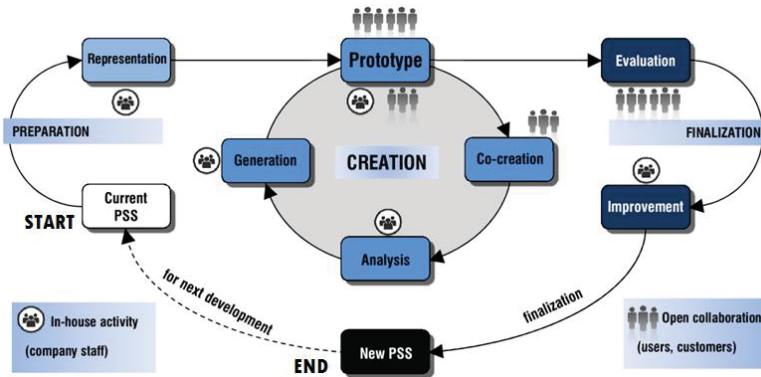 Representation
Prototype
Evaluation
PREPARATION
FINALIZATION
Generation
CREATION
Co-creation
Current
PSS
START
Improvement
Analysis
for next development
finalization
In-house activity
(company staff)
END
New PSS
Open collaboration
(users, customers)